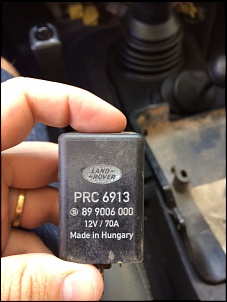 LAND-
-ROVER
PRC 6913
89 9006 000
12V / 70A
Made in Hungary